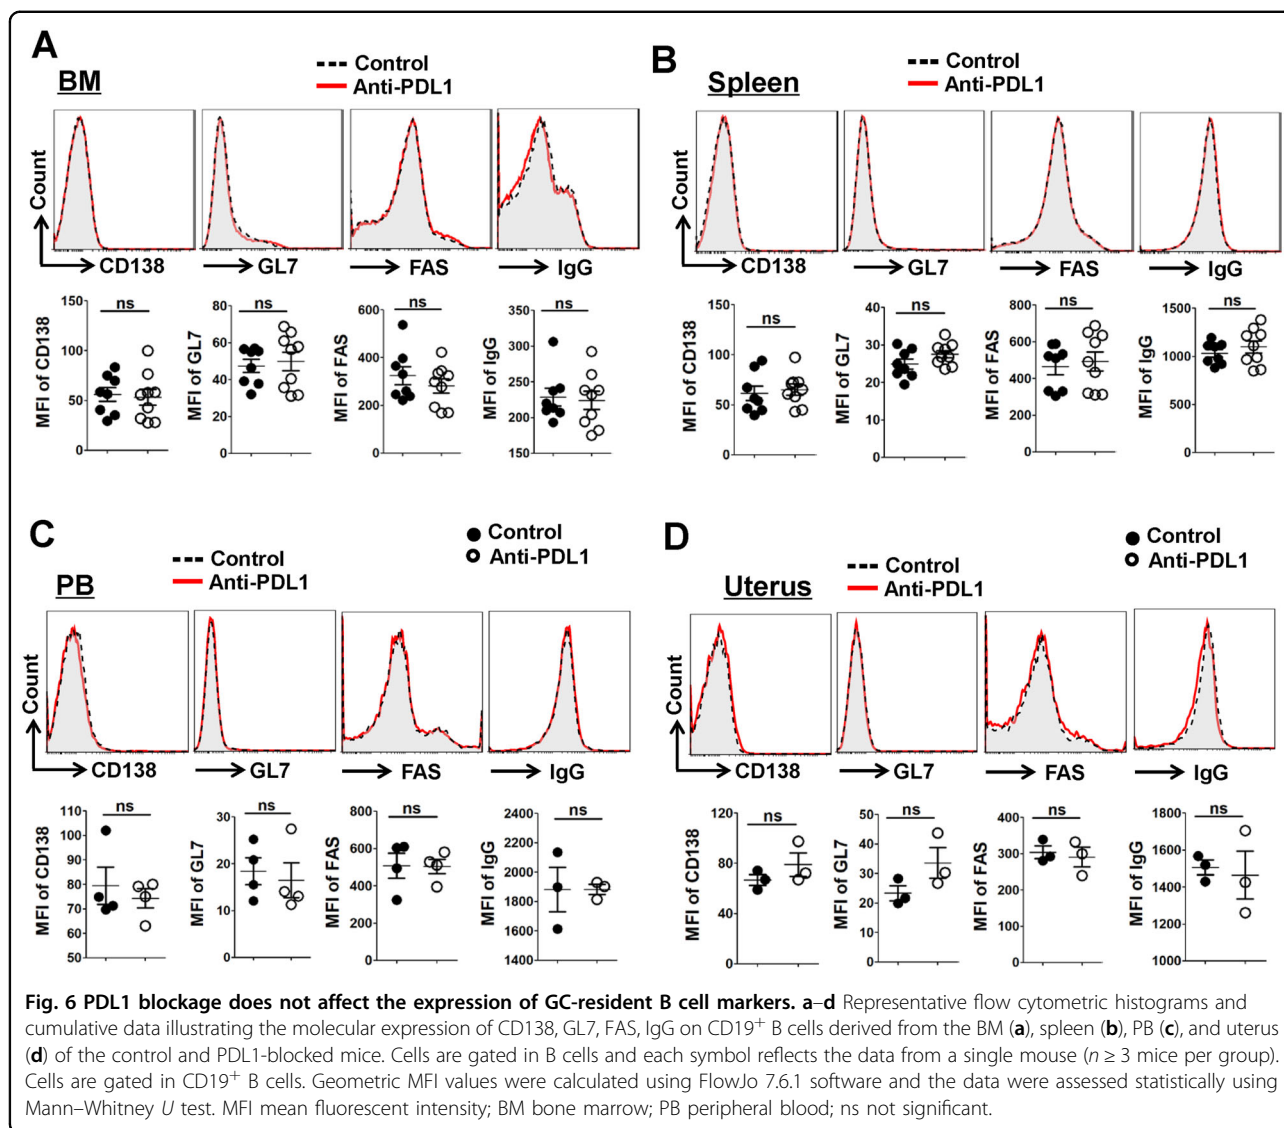 A
BM
Control
Anti-PDL1
Count
CD138
GL7
FAS
IgG
MFI of CD138
150
100
50
0
ns
MFI of GL7
80
60
40
20
0
ns
MFI of FAS
600
400
200
0
ns
MFI of IgG
350
300
250
200
150
ns
B
Spleen
Control
Anti-PDL1
Count
CD138
GL7
FAS
IgG
MFI of CD138
150
100
50
0
ns
MFI of GL7
40
30
20
10
0
ns
MFI of FAS
800
600
400
200
0
ns
MFI of IgG
1500
1000
500
0
ns
C
PB
Control
Anti-PDL1
Control
Anti-PDL1
Count
CD138
GL7
FAS
IgG
MFI of CD138
110
100
90
80
70
60
50
ns
MFI of GL7
30
20
10
0
ns
MFI of FAS
800
600
400
200
0
ns
MFI of IgG
2400
2200
2000
1800
1600
1400
ns
D
Uterus
Control
Anti-PDL1
Control
Anti-PDL1
Count
CD138
GL7
FAS
IgG
MFI of CD138
120
80
40
0
ns
MFI of GL7
50
40
30
20
10
0
ns
MFI of FAS
400
300
200
100
0
ns
MFI of IgG
1800
1600
1400
1200
1000
ns
Fig. 6 PDL1 blockage does not affect the expression of GC-resident B cell markers. a–d Representative flow cytometric histograms and
cumulative data illustrating the molecular expression of CD138, GL7, FAS, IgG on CD19⁺ B cells derived from the BM (a), spleen (b), PB (c), and uterus
(d) of the control and PDL1-blocked mice. Cells are gated in B cells and each symbol reflects the data from a single mouse (n ≥ 3 mice per group).
Cells are gated in CD19⁺ B cells. Geometric MFI values were calculated using FlowJo 7.6.1 software and the data were assessed statistically using
Mann–Whitney U test. MFI mean fluorescent intensity; BM bone marrow; PB peripheral blood; ns not significant.